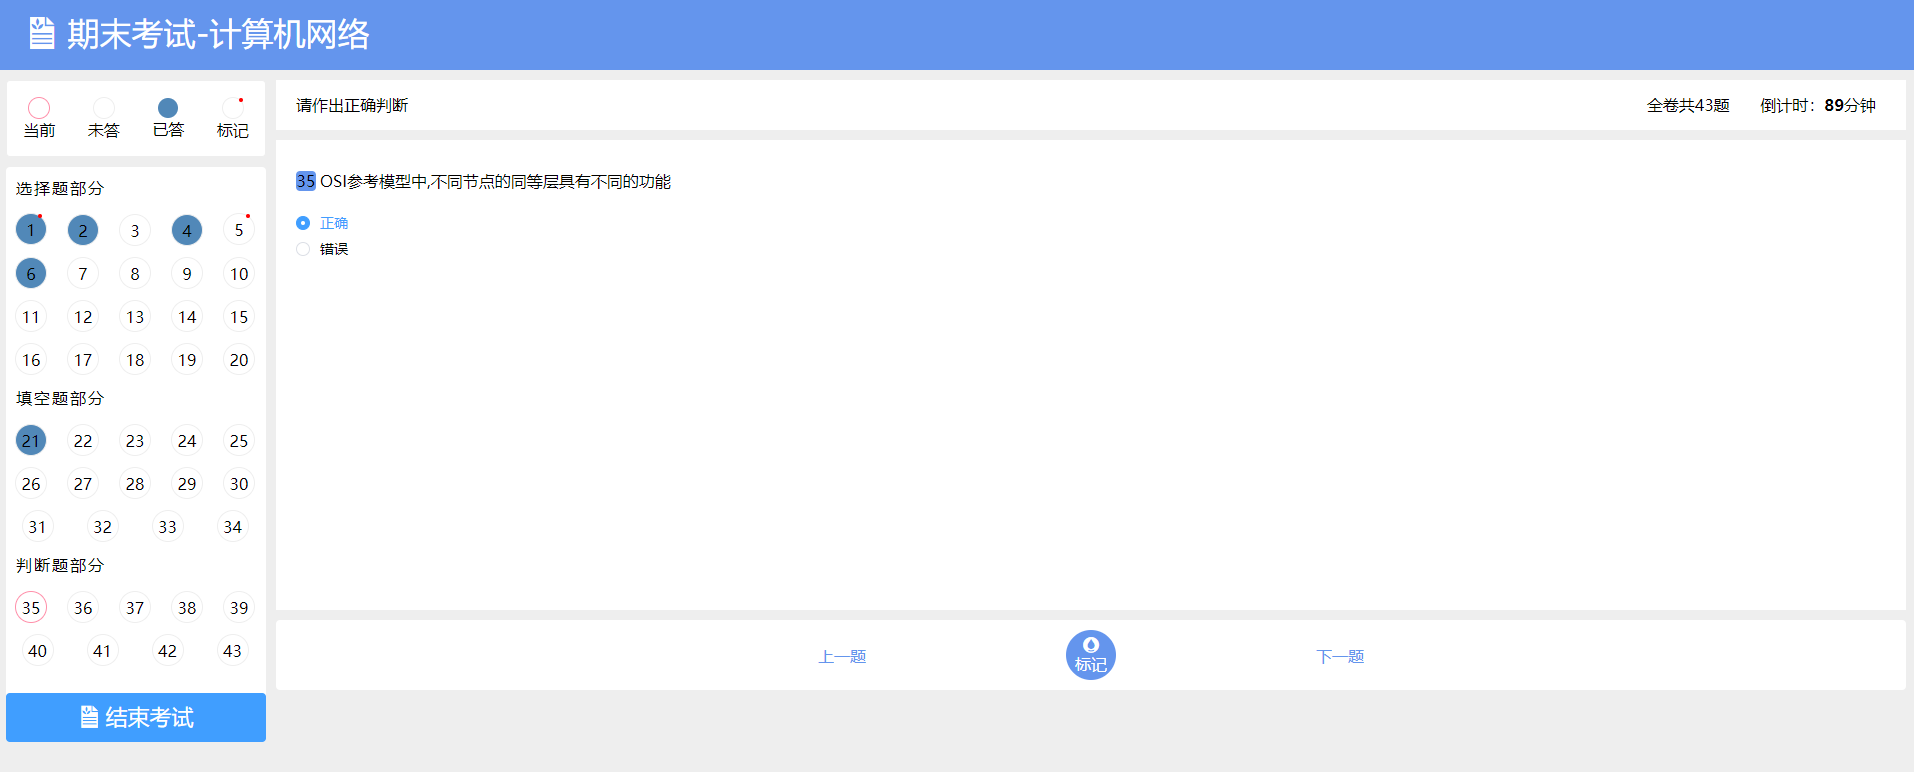 期末考试-计算机网络
当前 未答 已答 标记
请作出正确判断 全卷共43题 倒计时：89分钟
选择题部分
1 2 3 4 5
6 7 8 9 10
11 12 13 14 15
16 17 18 19 20
填空题部分
21 22 23 24 25
26 27 28 29 30
31 32 33 34
判断题部分
35 36 37 38 39
40 41 42 43
结束考试
35 OSI参考模型中,不同节点的同等层具有不同的功能
正确
错误
上一题 标记 下一题